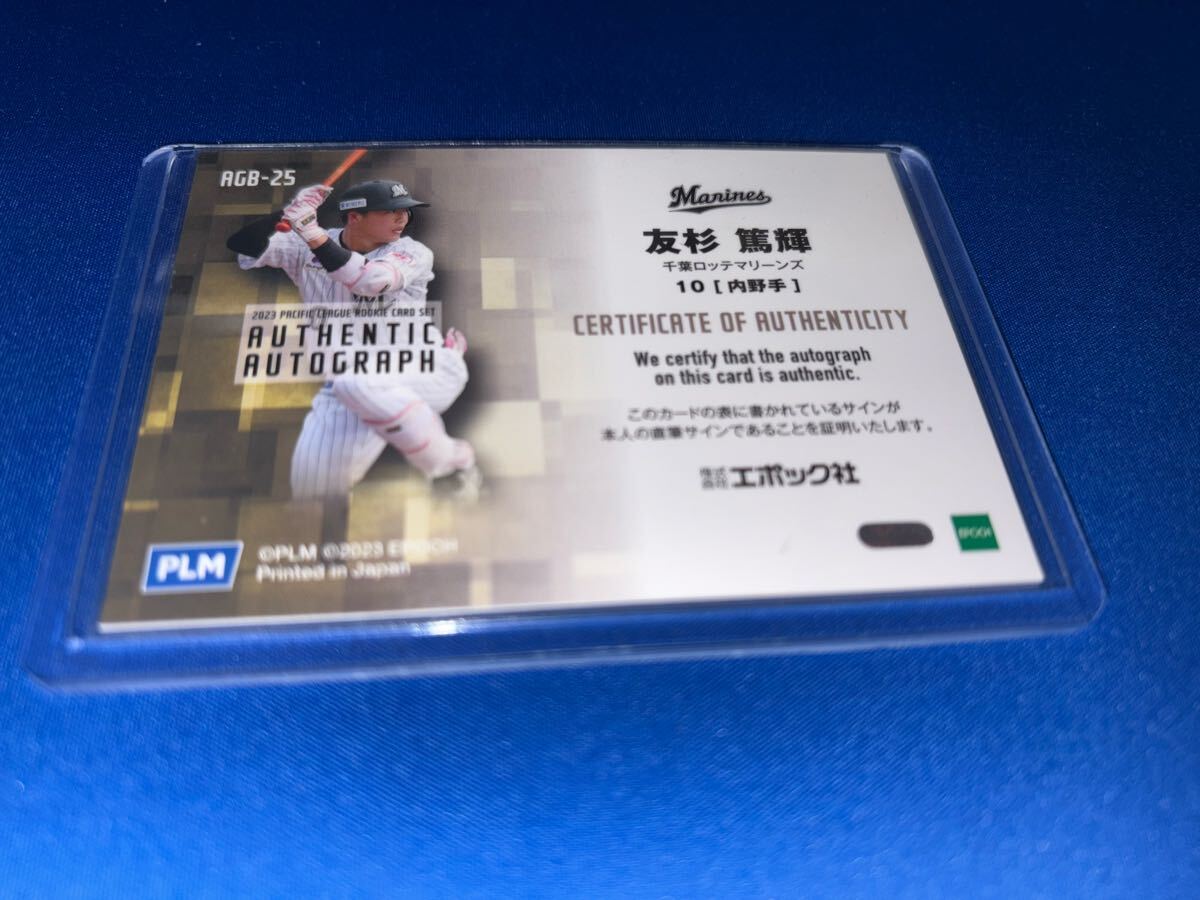 AGB-25
2023 PACIFIC LEAGUE ROOKIE CARD SET
AUTHENTIC
AUTOGRAPH
PLM
©PLM ©2023 EPOCH
Printed in Japan
Marines
友杉 篤輝
千葉ロッテマリーンズ
10 [ 内野手 ]
CERTIFICATE OF AUTHENTICITY
We certify that the autograph
on this card is authentic.
このカードの表に書かれているサインが
本人の直筆サインであることを証明いたします。
株式会社 エポック社
EPOCH